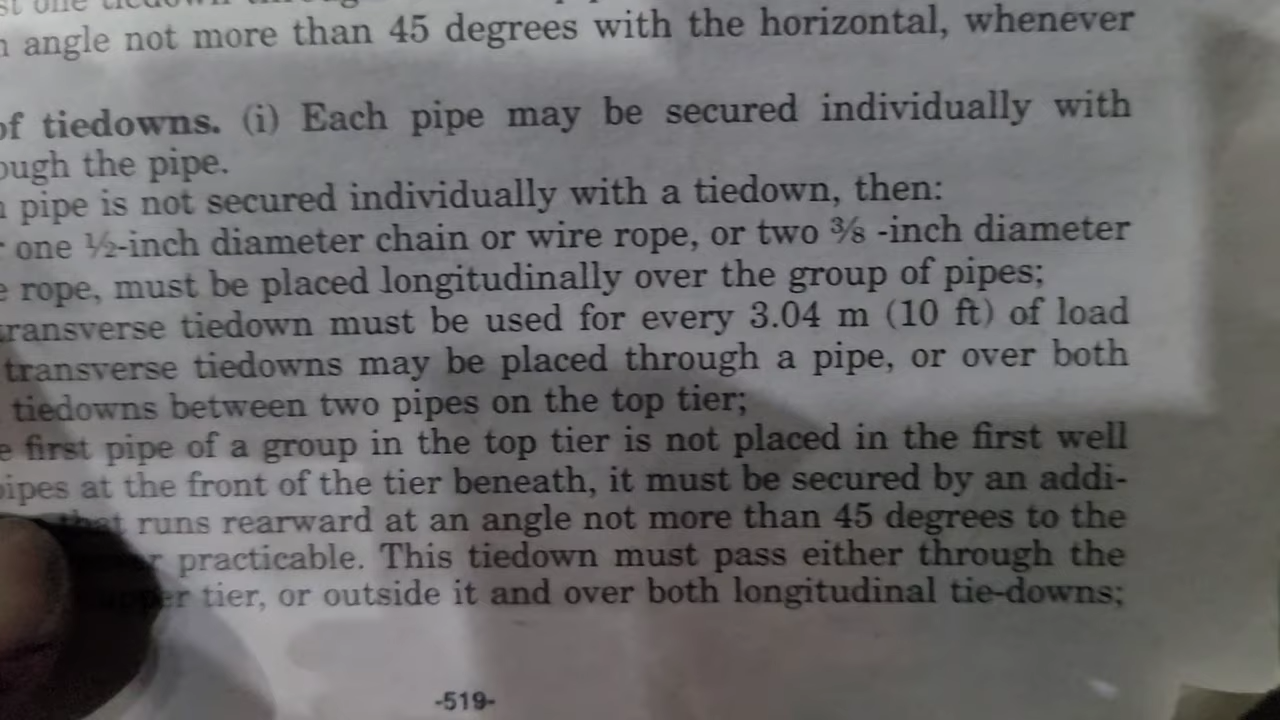 st one tiedown
angle not more than 45 degrees with the horizontal, whenever
of tiedowns. (i) Each pipe may be secured individually with
ough the pipe.
pipe is not secured individually with a tiedown, then:
one ½-inch diameter chain or wire rope, or two ⅜ -inch diameter
e rope, must be placed longitudinally over the group of pipes;
ransverse tiedown must be used for every 3.04 m (10 ft) of load
transverse tiedowns may be placed through a pipe, or over both
tiedowns between two pipes on the top tier;
e first pipe of a group in the top tier is not placed in the first well
ipes at the front of the tier beneath, it must be secured by an addi-
that runs rearward at an angle not more than 45 degrees to the
r practicable. This tiedown must pass either through the
per tier, or outside it and over both longitudinal tie-downs;
-519-